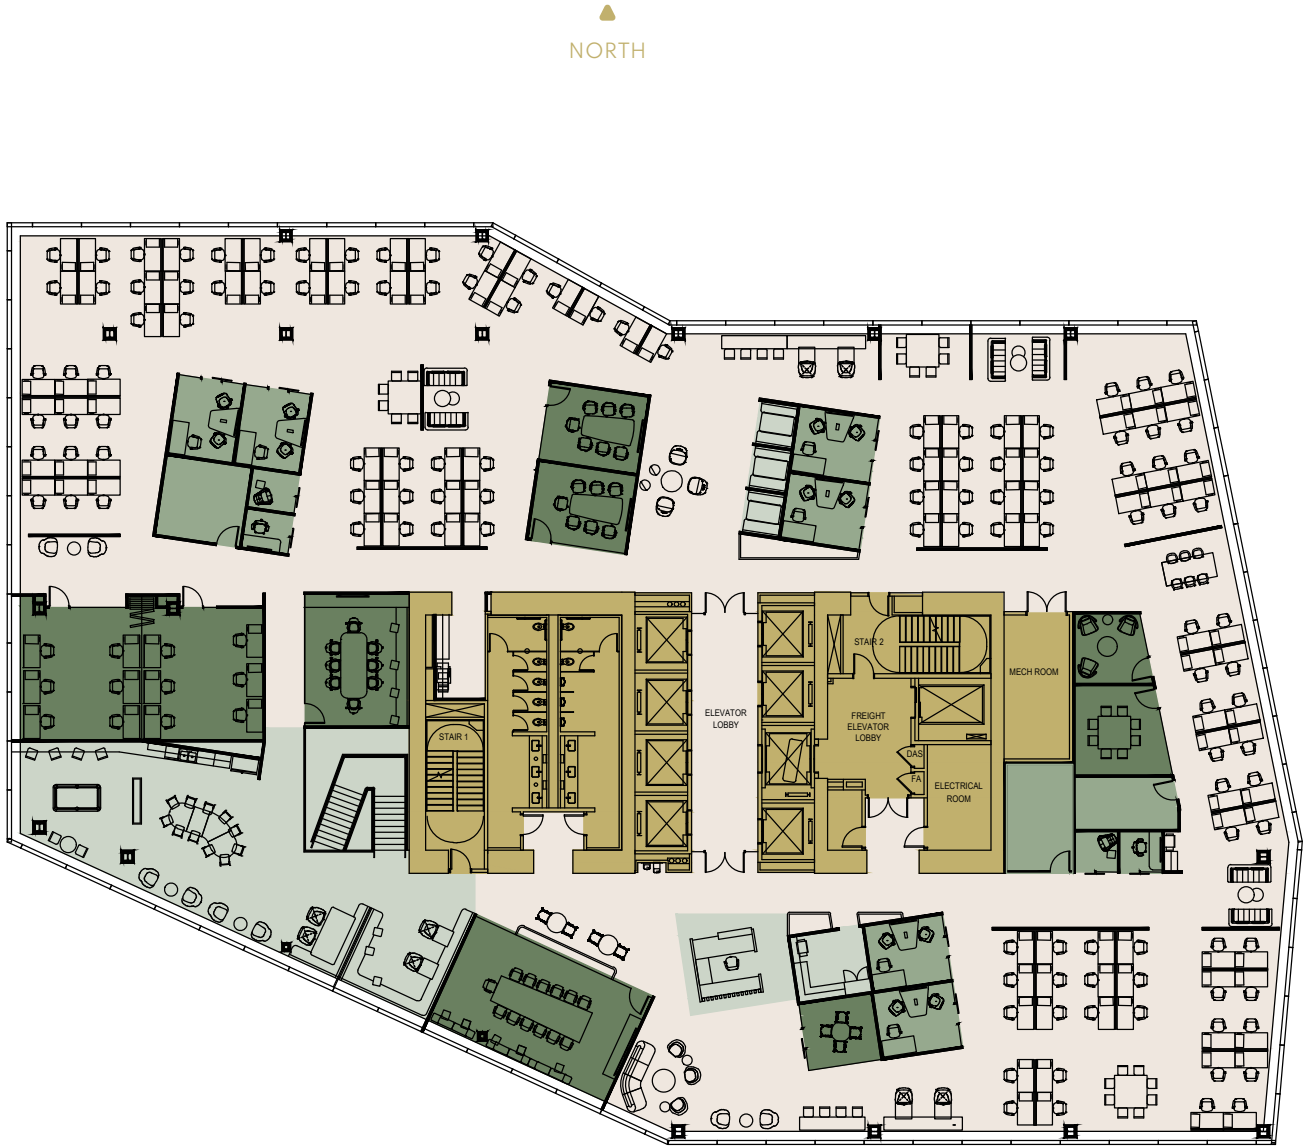 NORTH
STAIR 2
MECH ROOM
ELEVATOR
LOBBY
FREIGHT
ELEVATOR
LOBBY
STAIR 1
DAS
FA
ELECTRICAL
ROOM